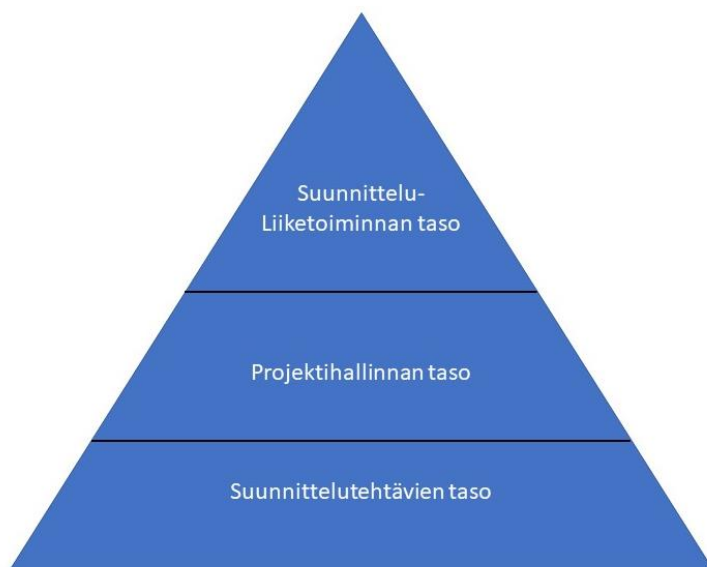 Suunnittelu-
Liiketoiminnan taso
Projektihallinnan taso
Suunnittelutehtävien taso